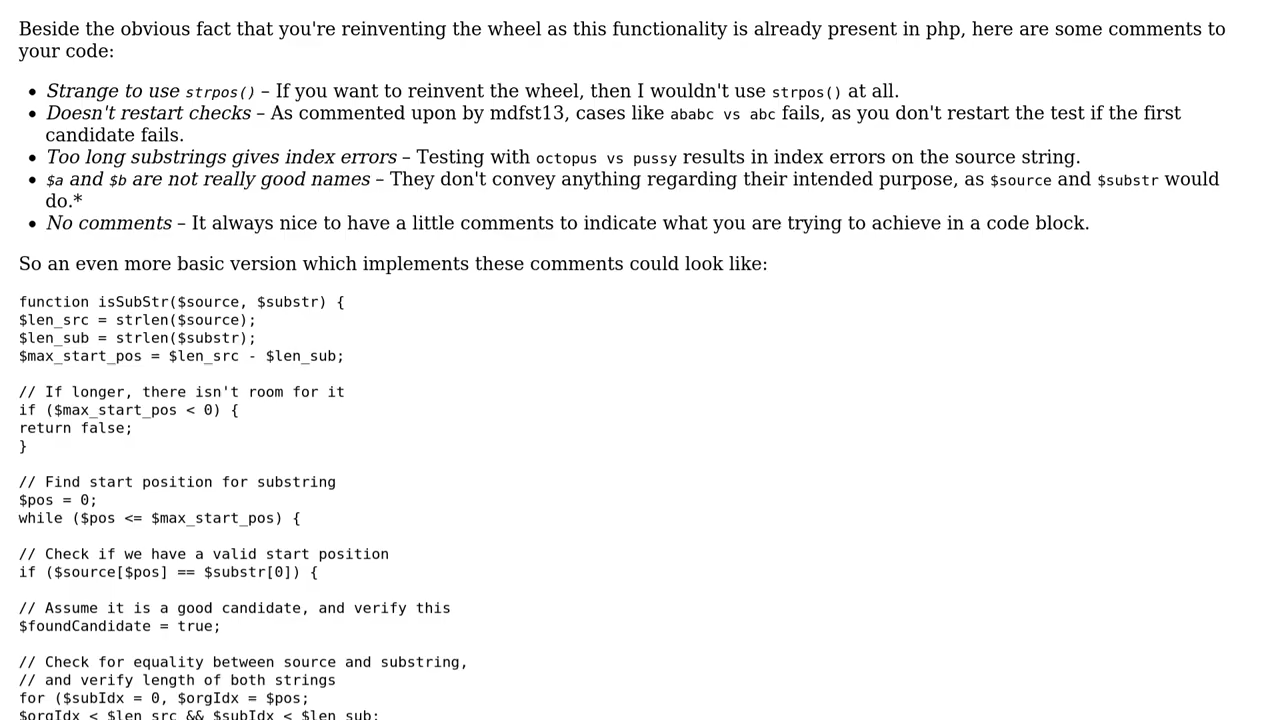 Beside the obvious fact that you're reinventing the wheel as this functionality is already present in php, here are some comments to
your code:
• Strange to use strpos() – If you want to reinvent the wheel, then I wouldn't use strpos() at all.
• Doesn't restart checks – As commented upon by mdfst13, cases like ababc vs abc fails, as you don't restart the test if the first
candidate fails.
• Too long substrings gives index errors – Testing with octopus vs pussy results in index errors on the source string.
• $a and $b are not really good names – They don't convey anything regarding their intended purpose, as $source and $substr would
do.*
• No comments – It always nice to have a little comments to indicate what you are trying to achieve in a code block.
So an even more basic version which implements these comments could look like:
function isSubStr($source, $substr) {
$len_src = strlen($source);
$len_sub = strlen($substr);
$max_start_pos = $len_src - $len_sub;
// If longer, there isn't room for it
if ($max_start_pos < 0) {
return false;
}
// Find start position for substring
$pos = 0;
while ($pos <= $max_start_pos) {
// Check if we have a valid start position
if ($source[$pos] == $substr[0]) {
// Assume it is a good candidate, and verify this
$foundCandidate = true;
// Check for equality between source and substring,
// and verify length of both strings
for ($subIdx = 0, $orgIdx = $pos;
$orgIdx < $len_src && $subIdx < $len_sub;